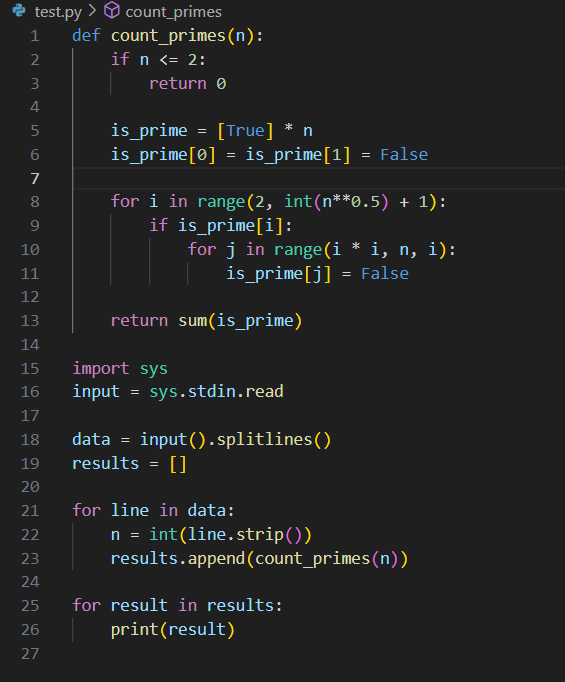 test.py > count_primes
1 def count_primes(n):
2     if n <= 2:
3         return 0
4
5     is_prime = [True] * n
6     is_prime[0] = is_prime[1] = False
7
8     for i in range(2, int(n**0.5) + 1):
9         if is_prime[i]:
10             for j in range(i * i, n, i):
11                 is_prime[j] = False
12
13     return sum(is_prime)
14
15 import sys
16 input = sys.stdin.read
17
18 data = input().splitlines()
19 results = []
20
21 for line in data:
22     n = int(line.strip())
23     results.append(count_primes(n))
24
25 for result in results:
26     print(result)
27